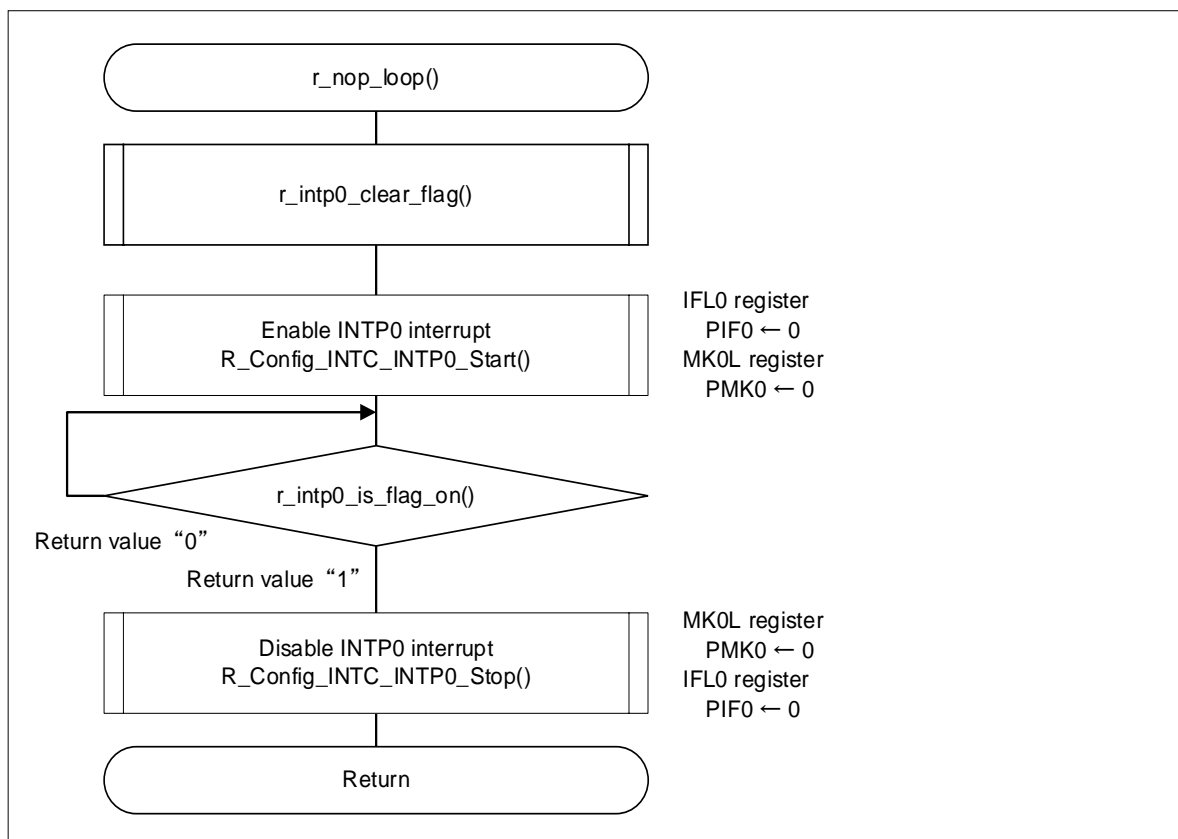 r_nop_loop()
r_intp0_clear_flag()
Enable INTP0 interrupt
R_Config_INTC_INTP0_Start()
IFL0 register
PIF0 ← 0
MK0L register
PMK0 ← 0
r_intp0_is_flag_on()
Return value “0”
Return value “1”
Disable INTP0 interrupt
R_Config_INTC_INTP0_Stop()
MK0L register
PMK0 ← 0
IFL0 register
PIF0 ← 0
Return